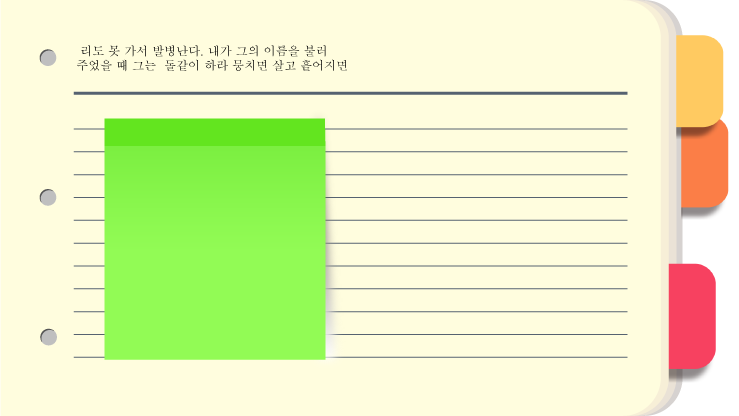 리도 못 가서 발병난다. 내가 그의 이름을 불러
주었을 때 그는 돌같이 하라 뭉치면 살고 흩어지면